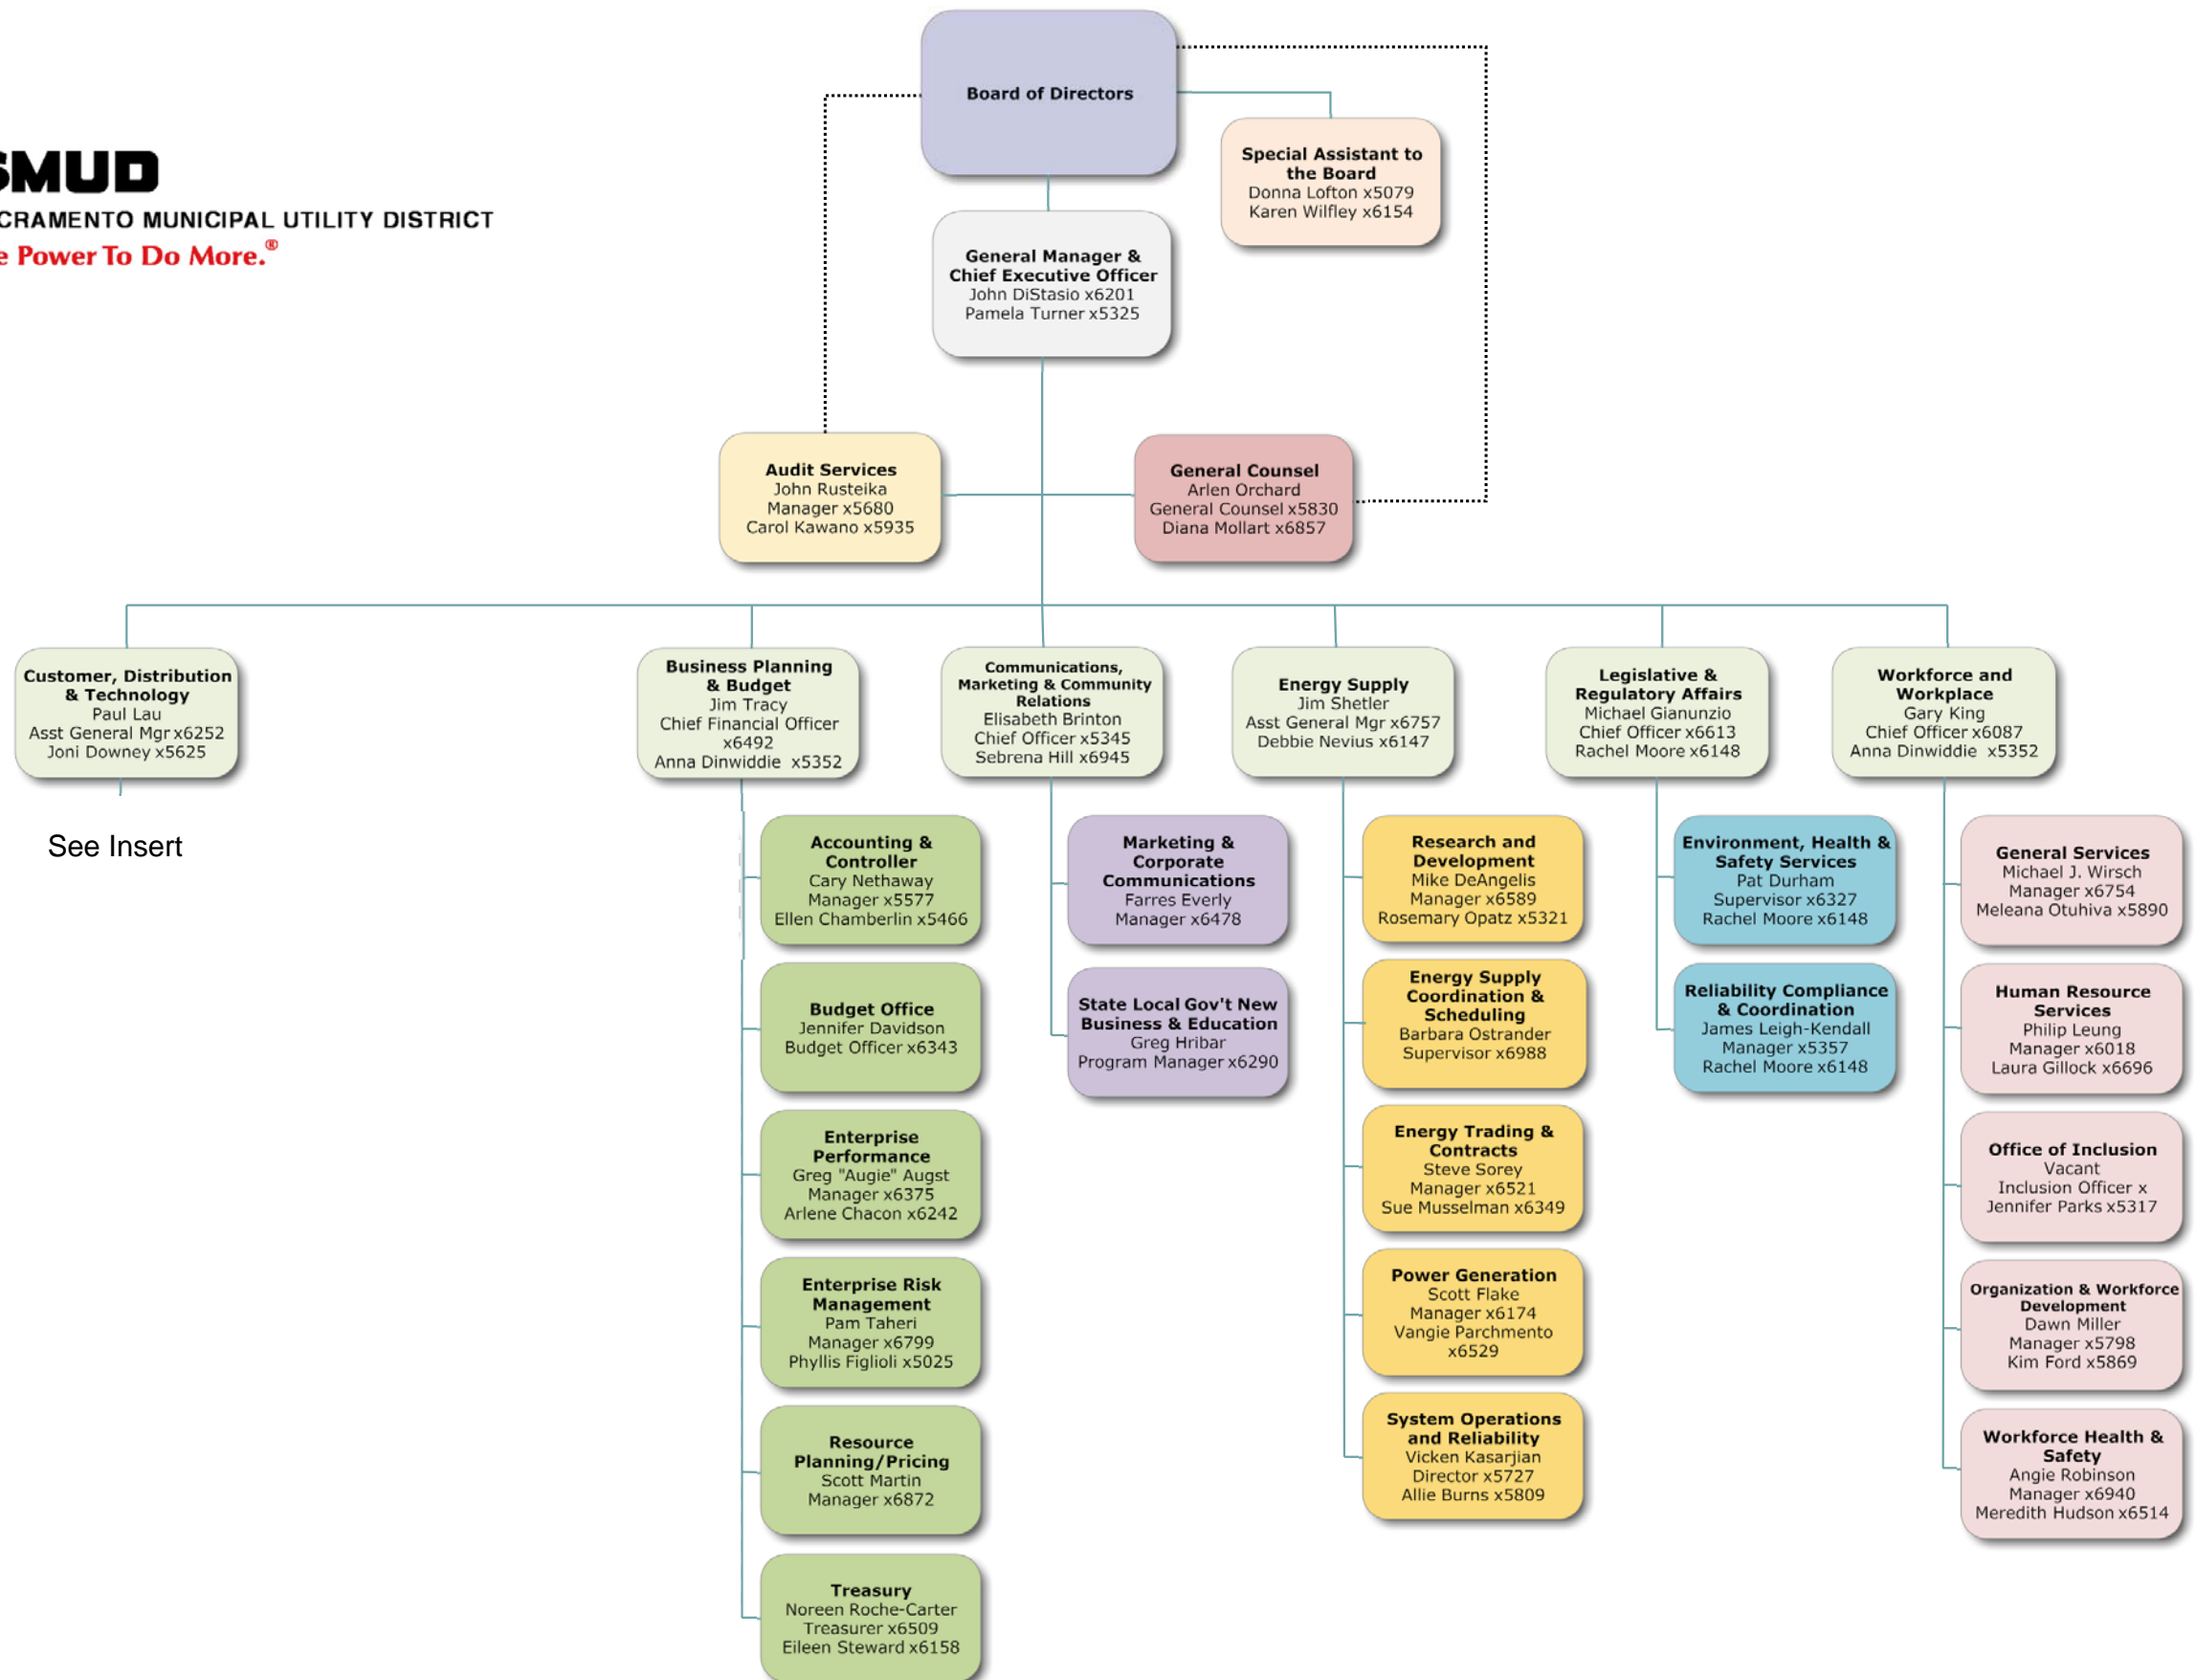 Board of Directors
Special Assistant to
the Board
Donna Lofton x5079
Karen Wilfley x6154
SMUD
CRAMENTO MUNICIPAL UTILITY DISTRICT
e Power To Do More.®
General Manager &
Chief Executive Officer
John DiStasio x6201
Pamela Turner x5325
Audit Services
John Rusteika
Manager x5680
Carol Kawano x5935
General Counsel
Arlen Orchard
General Counsel x5830
Diana Mollart x6857
Customer, Distribution
& Technology
Paul Lau
Asst General Mgr x6252
Joni Downey x5625
See Insert
Business Planning
& Budget
Jim Tracy
Chief Financial Officer
x6492
Anna Dinwiddie x5352
Accounting &
Controller
Cary Nethaway
Manager x5577
Ellen Chamberlin x5466
Budget Office
Jennifer Davidson
Budget Officer x6343
Enterprise
Performance
Greg "Augie" Augst
Manager x6375
Arlene Chacon x6242
Enterprise Risk
Management
Pam Taheri
Manager x6799
Phyllis Figlioli x5025
Resource
Planning/Pricing
Scott Martin
Manager x6872
Treasury
Noreen Roche-Carter
Treasurer x6509
Eileen Steward x6158
Communications,
Marketing & Community
Relations
Elisabeth Brinton
Chief Officer x5345
Sebrena Hill x6945
Marketing &
Corporate
Communications
Farres Everly
Manager x6478
State Local Gov't New
Business & Education
Greg Hribar
Program Manager x6290
Energy Supply
Jim Shetler
Asst General Mgr x6757
Debbie Nevius x6147
Research and
Development
Mike DeAngelis
Manager x6589
Rosemary Opatz x5321
Energy Supply
Coordination &
Scheduling
Barbara Ostrander
Supervisor x6988
Energy Trading &
Contracts
Steve Sorey
Manager x6521
Sue Musselman x6349
Power Generation
Scott Flake
Manager x6174
Vangie Parchmento
x6529
System Operations
and Reliability
Vicken Kasarjian
Director x5727
Allie Burns x5809
Legislative &
Regulatory Affairs
Michael Gianunzio
Chief Officer x6613
Rachel Moore x6148
Environment, Health &
Safety Services
Pat Durham
Supervisor x6327
Rachel Moore x6148
Reliability Compliance
& Coordination
James Leigh-Kendall
Manager x5357
Rachel Moore x6148
Workforce and
Workplace
Gary King
Chief Officer x6087
Anna Dinwiddie x5352
General Services
Michael J. Wirsch
Manager x6754
Meleana Otuhiva x5890
Human Resource
Services
Philip Leung
Manager x6018
Laura Gillock x6696
Office of Inclusion
Vacant
Inclusion Officer x
Jennifer Parks x5317
Organization & Workforce
Development
Dawn Miller
Manager x5798
Kim Ford x5869
Workforce Health &
Safety
Angie Robinson
Manager x6940
Meredith Hudson x6514